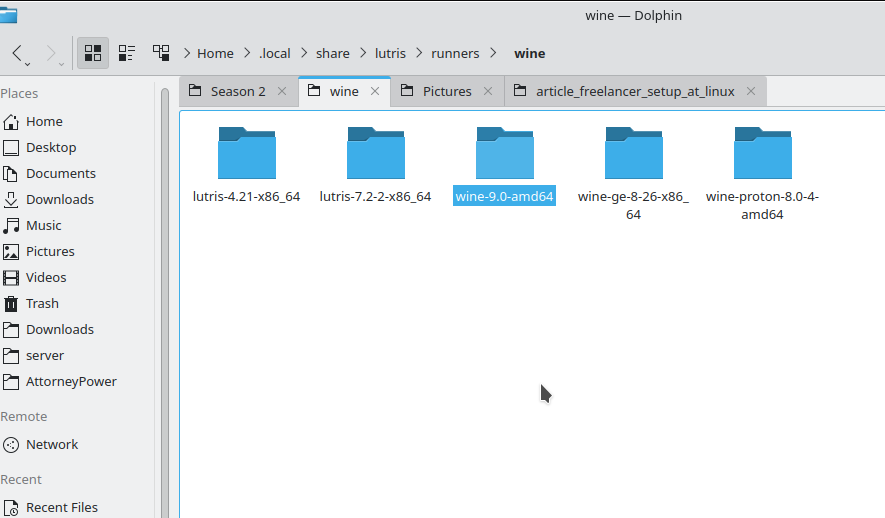 wine — Dolphin
Home .local share lutris runners wine
Places
Home
Desktop
Documents
Downloads
Music
Pictures
Videos
Trash
Downloads
server
AttorneyPower
Remote
Network
Recent
Recent Files
Season 2 wine Pictures article_freelancer_setup_at_linux
lutris-4.21-x86_64
lutris-7.2-2-x86_64
wine-9.0-amd64
wine-ge-8-26-x86_
64
wine-proton-8.0-4-
amd64